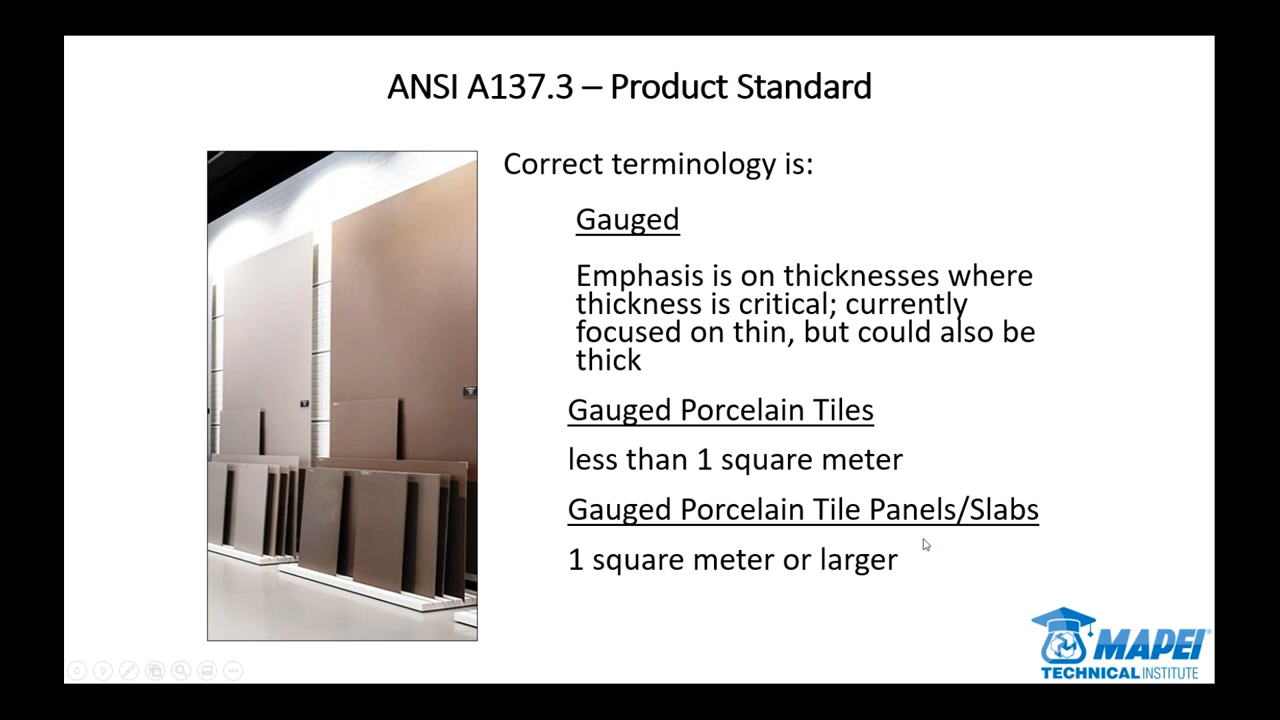 ANSI A137.3 – Product Standard
Correct terminology is:
Gauged
Emphasis is on thicknesses where
thickness is critical; currently
focused on thin, but could also be
thick
Gauged Porcelain Tiles
less than 1 square meter
Gauged Porcelain Tile Panels/Slabs
1 square meter or larger
MAPEI®
TECHNICAL INSTITUTE